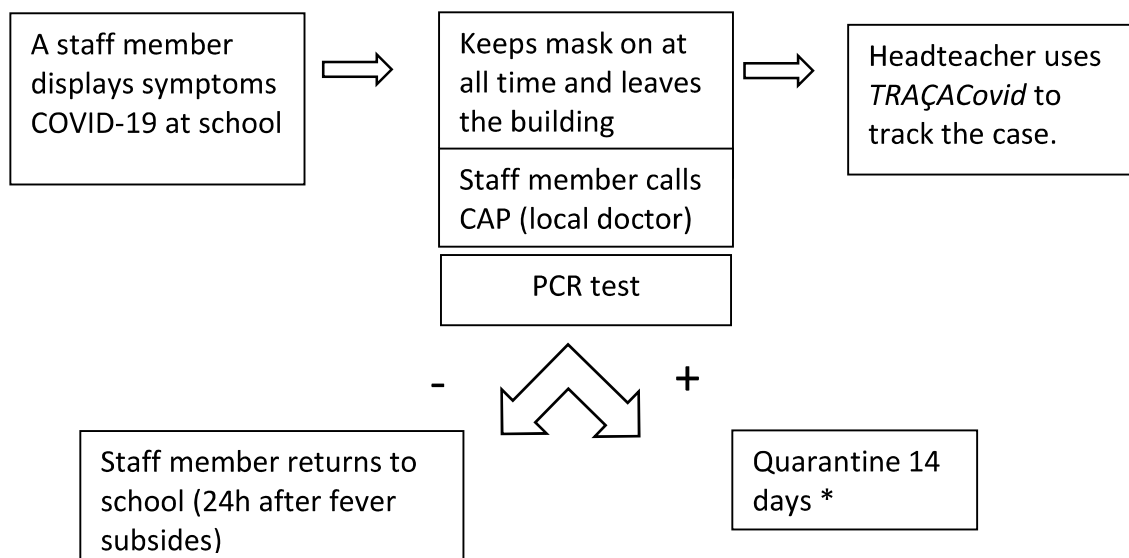 A staff member
displays symptoms
COVID-19 at school
Keeps mask on at
all time and leaves
the building
Headteacher uses
TRAÇACovid to
track the case.
Staff member calls
CAP (local doctor)
PCR test
-
+
Staff member returns to
school (24h after fever
subsides)
Quarantine 14
days *